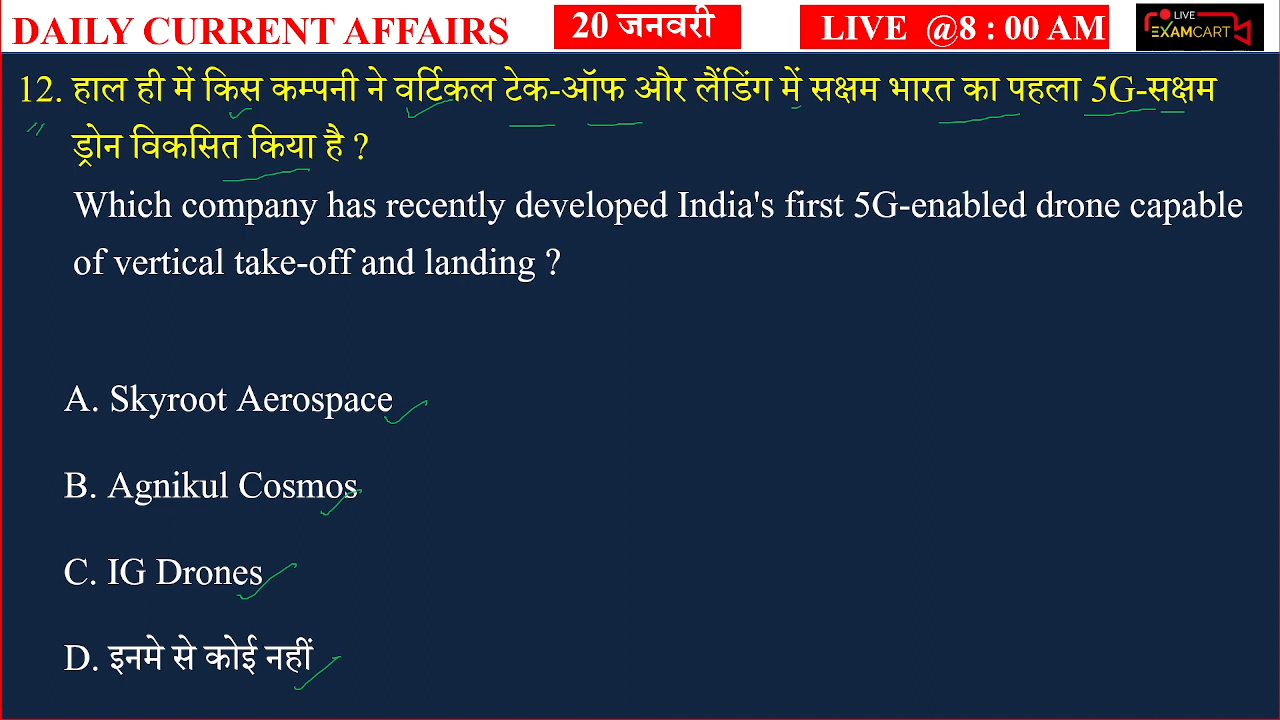 DAILY CURRENT AFFAIRS
20 जनवरी
LIVE @8 : 00 AM
LIVE
EXAMCART
12. हाल ही में किस कम्पनी ने वर्टिकल टेक-ऑफ और लैंडिंग में सक्षम भारत का पहला 5G-सक्षम
ड्रोन विकसित किया है ?
Which company has recently developed India's first 5G-enabled drone capable
of vertical take-off and landing ?
A. Skyroot Aerospace
B. Agnikul Cosmos
C. IG Drones
D. इनमे से कोई नहीं